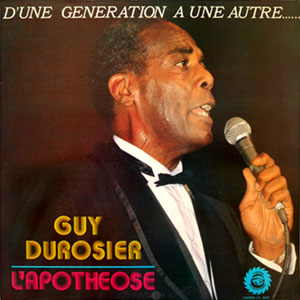 D'UNE GENERATION A UNE AUTRE......
GUY
DUROSIER
L'APOTHEOSE